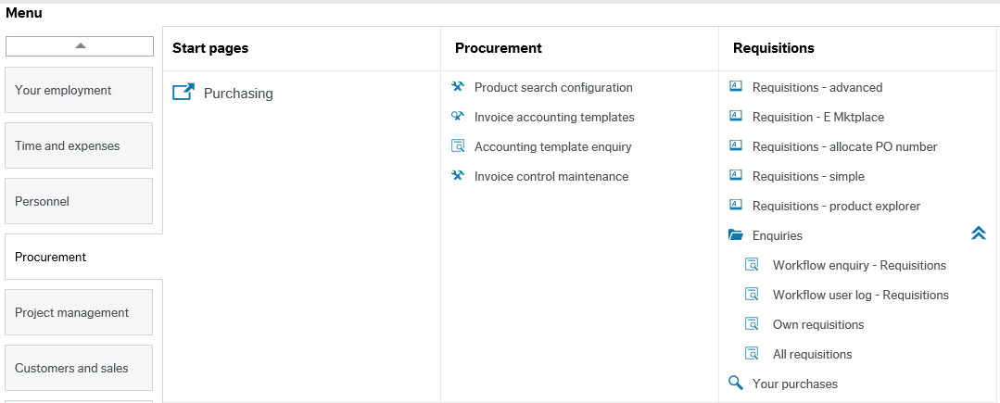 Menu
Your employment
Time and expenses
Personnel
Procurement
Project management
Customers and sales
Start pages
Purchasing
Procurement
Product search configuration
Invoice accounting templates
Accounting template enquiry
Invoice control maintenance
Requisitions
Requisitions - advanced
Requisition - E Mktplace
Requisitions - allocate PO number
Requisitions - simple
Requisitions - product explorer
Enquiries
Workflow enquiry - Requisitions
Workflow user log - Requisitions
Own requisitions
All requisitions
Your purchases